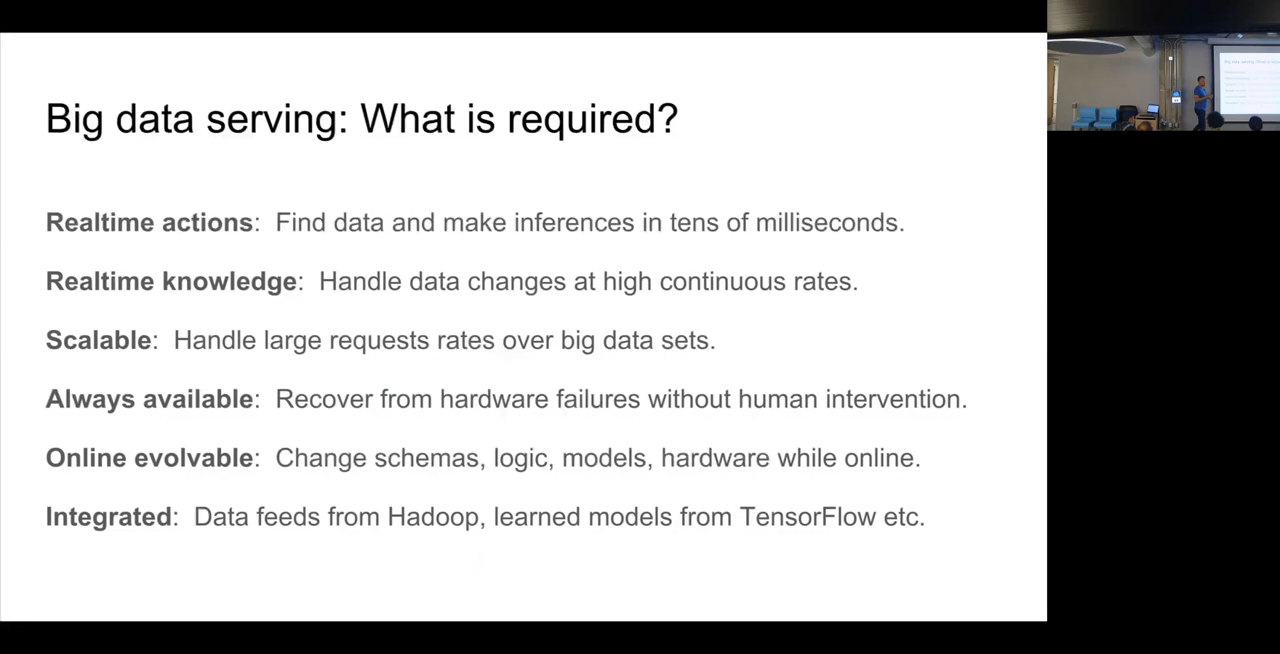 Big data serving: What is required?
Realtime actions: Find data and make inferences in tens of milliseconds.
Realtime knowledge: Handle data changes at high continuous rates.
Scalable: Handle large requests rates over big data sets.
Always available: Recover from hardware failures without human intervention.
Online evolvable: Change schemas, logic, models, hardware while online.
Integrated: Data feeds from Hadoop, learned models from TensorFlow etc.